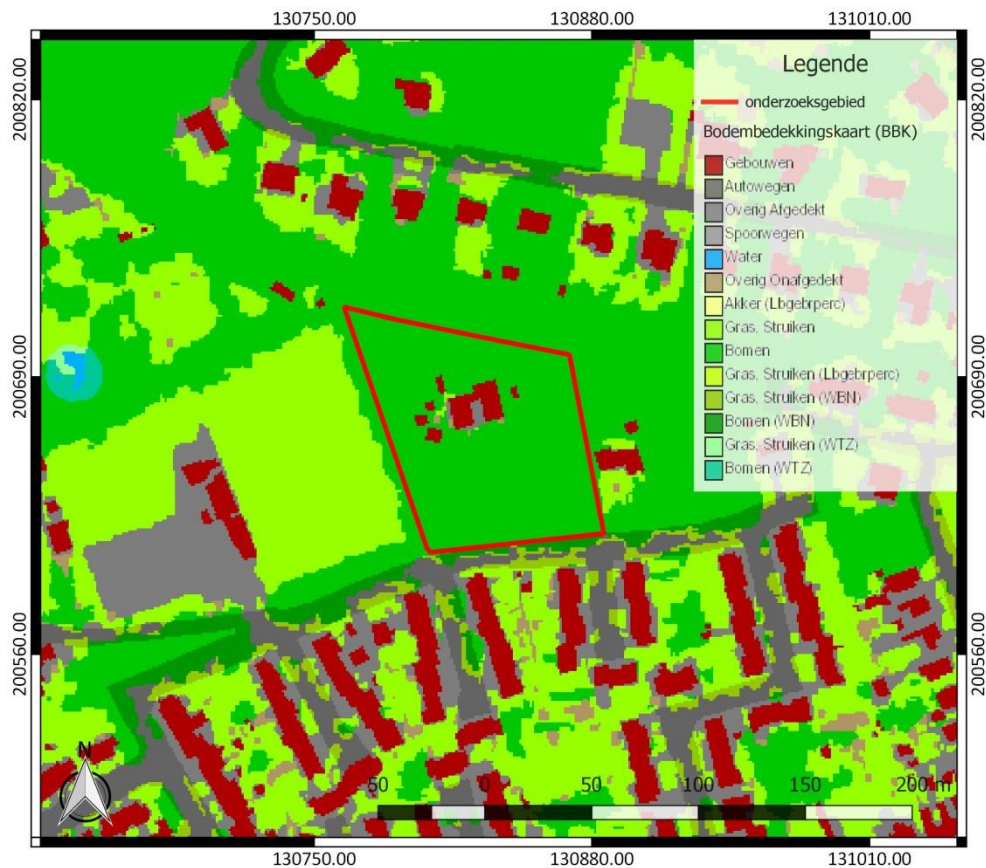 130750.00 130880.00 131010.00
200820.00 200820.00
Legende
onderzoeksgebied
Bodembedekkingskaart (BBK)
Gebouwen
Autowegen
Overig Afgedekt
Spoorwegen
Water
Overig Onafgedekt
Akker (Lbgebrperc)
Gras, Struiken
Bomen
Gras, Struiken (Lbgebrperc)
Gras, Struiken (WBN)
Bomen (WBN)
Gras, Struiken (WTZ)
Bomen (WTZ)
200690.00 200690.00
200560.00 200560.00
N
50 0 50 100 150 200 m
130750.00 130880.00 131010.00